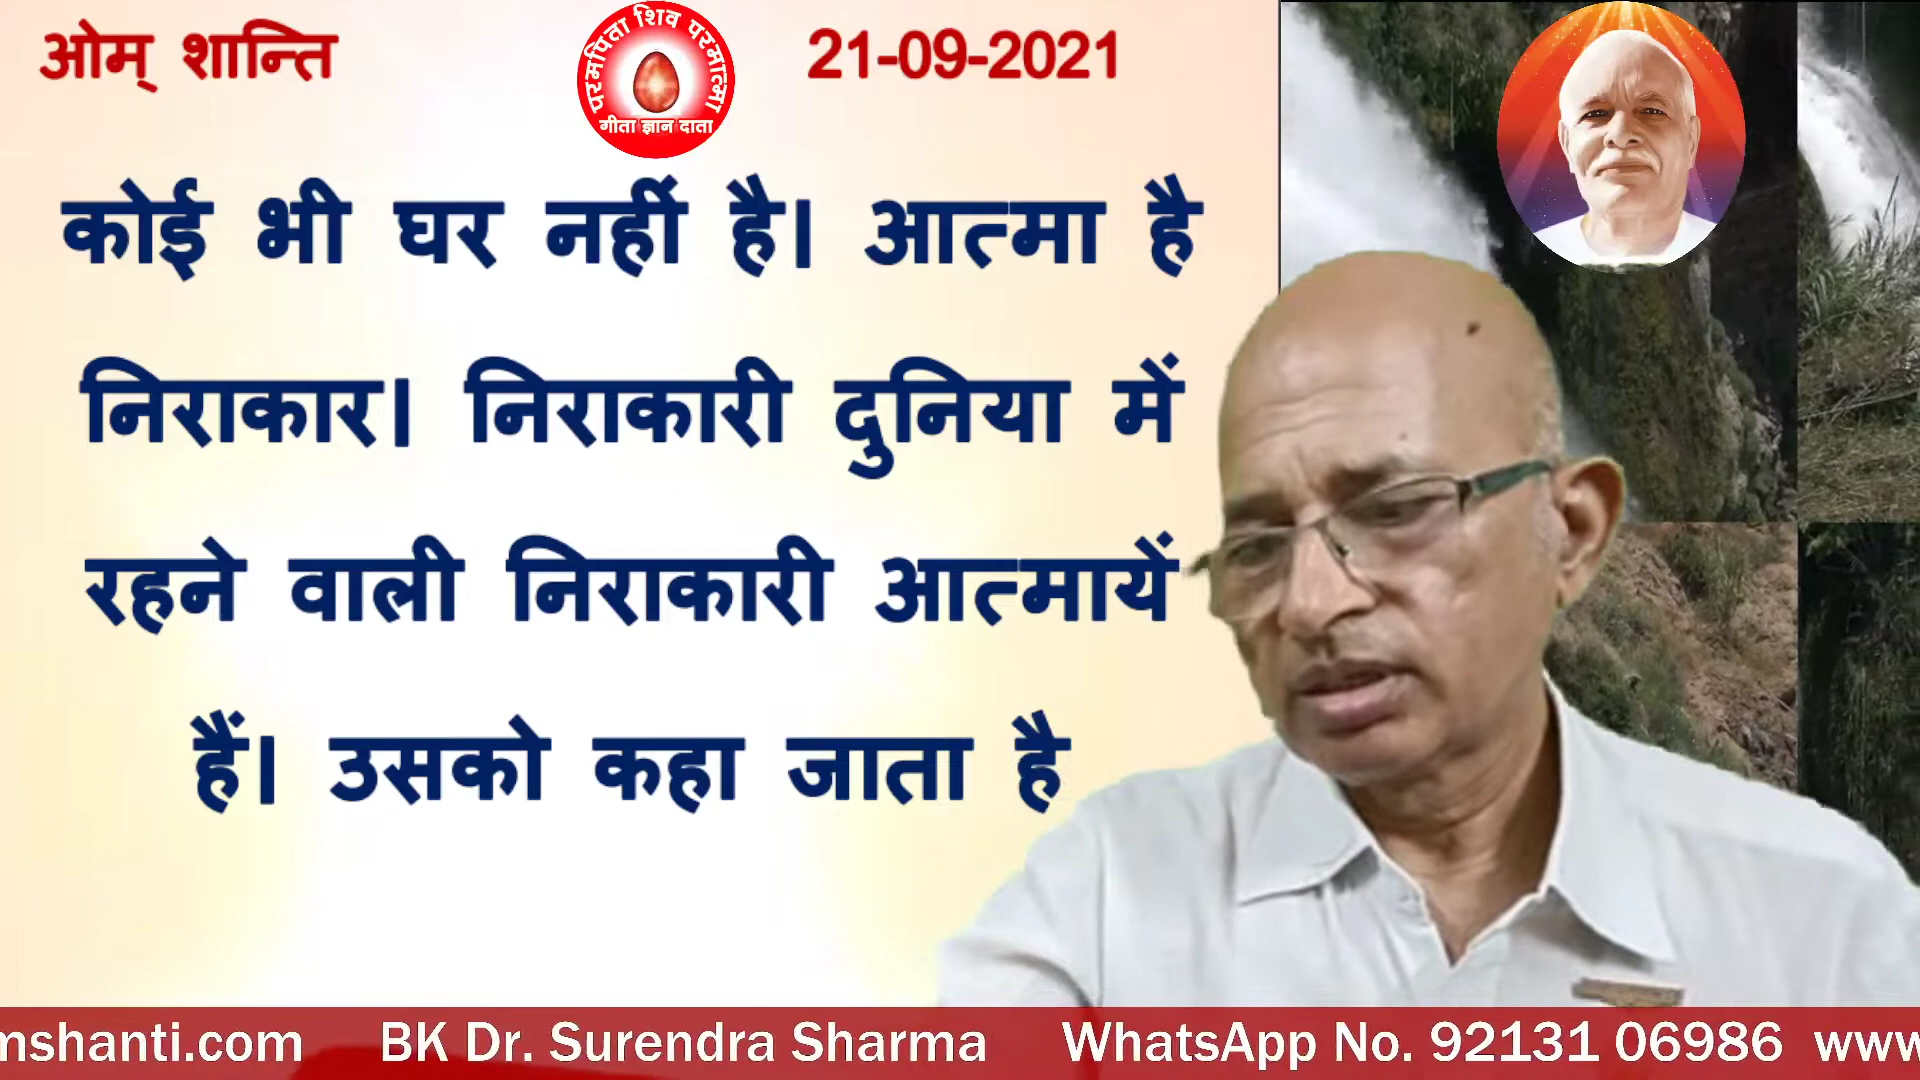 ओम् शान्ति
परमपिता शिव परमात्मा
गीता ज्ञान दाता
21-09-2021
कोई भी घर नहीं है। आत्मा है
निराकार। निराकारी दुनिया में
रहने वाली निराकारी आत्मायें
हैं। उसको कहा जाता है
mshanti.com BK Dr. Surendra Sharma WhatsApp No. 92131 06986 www